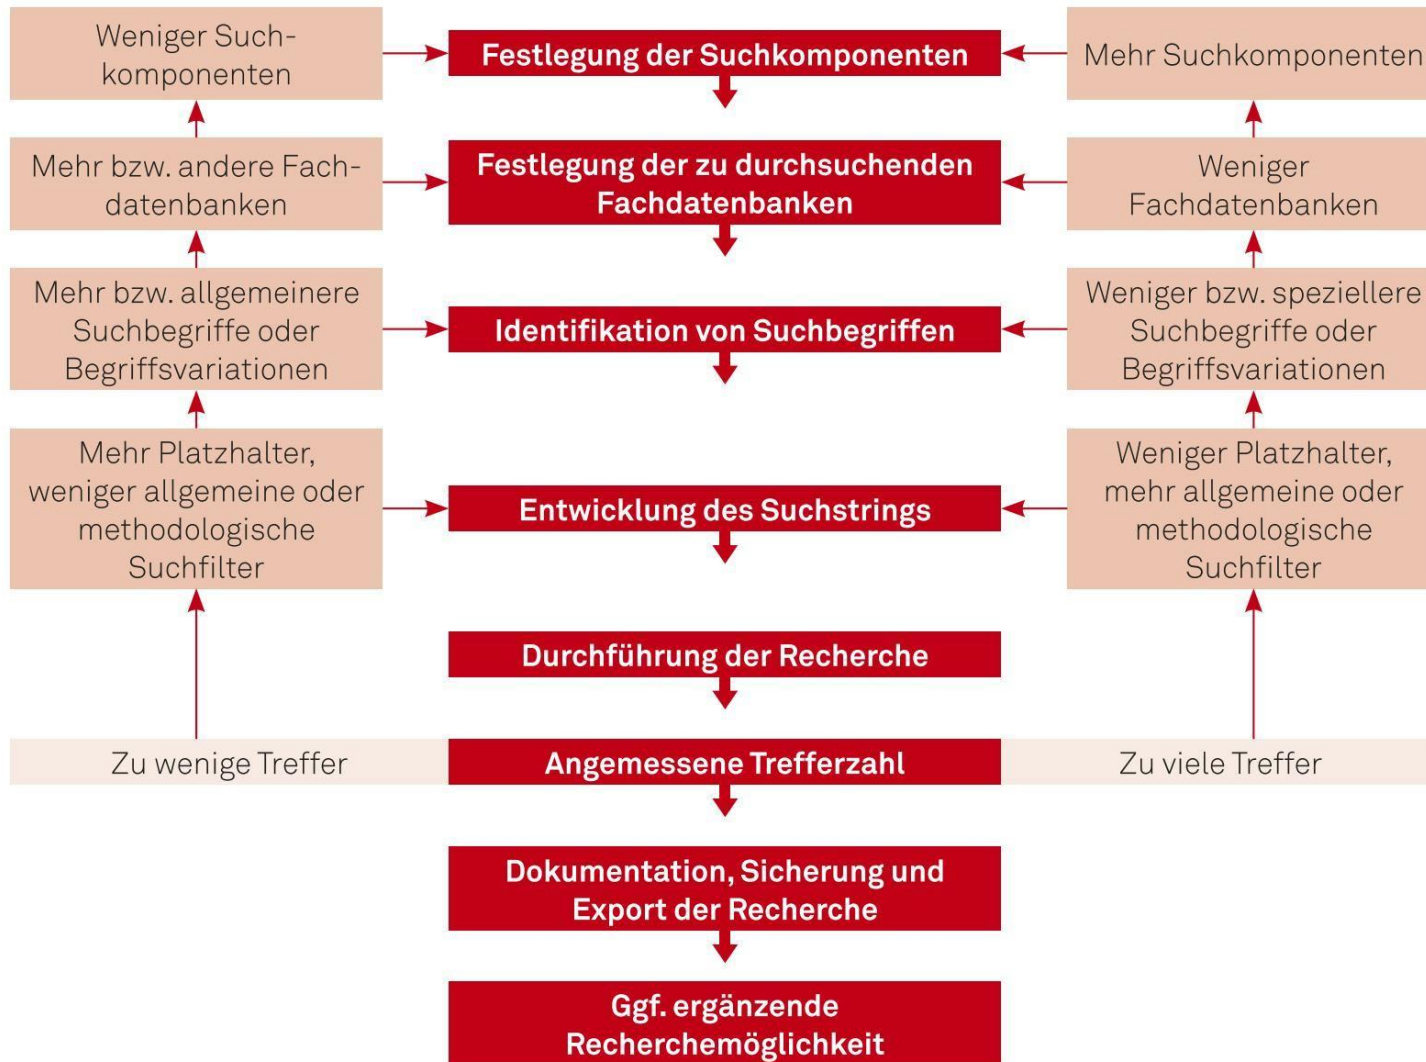 Weniger Such-
komponenten
Festlegung der Suchkomponenten
Mehr Suchkomponenten
Mehr bzw. andere Fach-
datenbanken
Festlegung der zu durchsuchenden
Fachdatenbanken
Weniger
Fachdatenbanken
Mehr bzw. allgemeinere
Suchbegriffe oder
Begriffsvariationen
Identifikation von Suchbegriffen
Weniger bzw. speziellere
Suchbegriffe oder
Begriffsvariationen
Mehr Platzhalter,
weniger allgemeine oder
methodologische
Suchfilter
Entwicklung des Suchstrings
Weniger Platzhalter,
mehr allgemeine oder
methodologische
Suchfilter
Durchführung der Recherche
Zu wenige Treffer
Angemessene Trefferzahl
Zu viele Treffer
Dokumentation, Sicherung und
Export der Recherche
Ggf. ergänzende
Recherchemöglichkeit